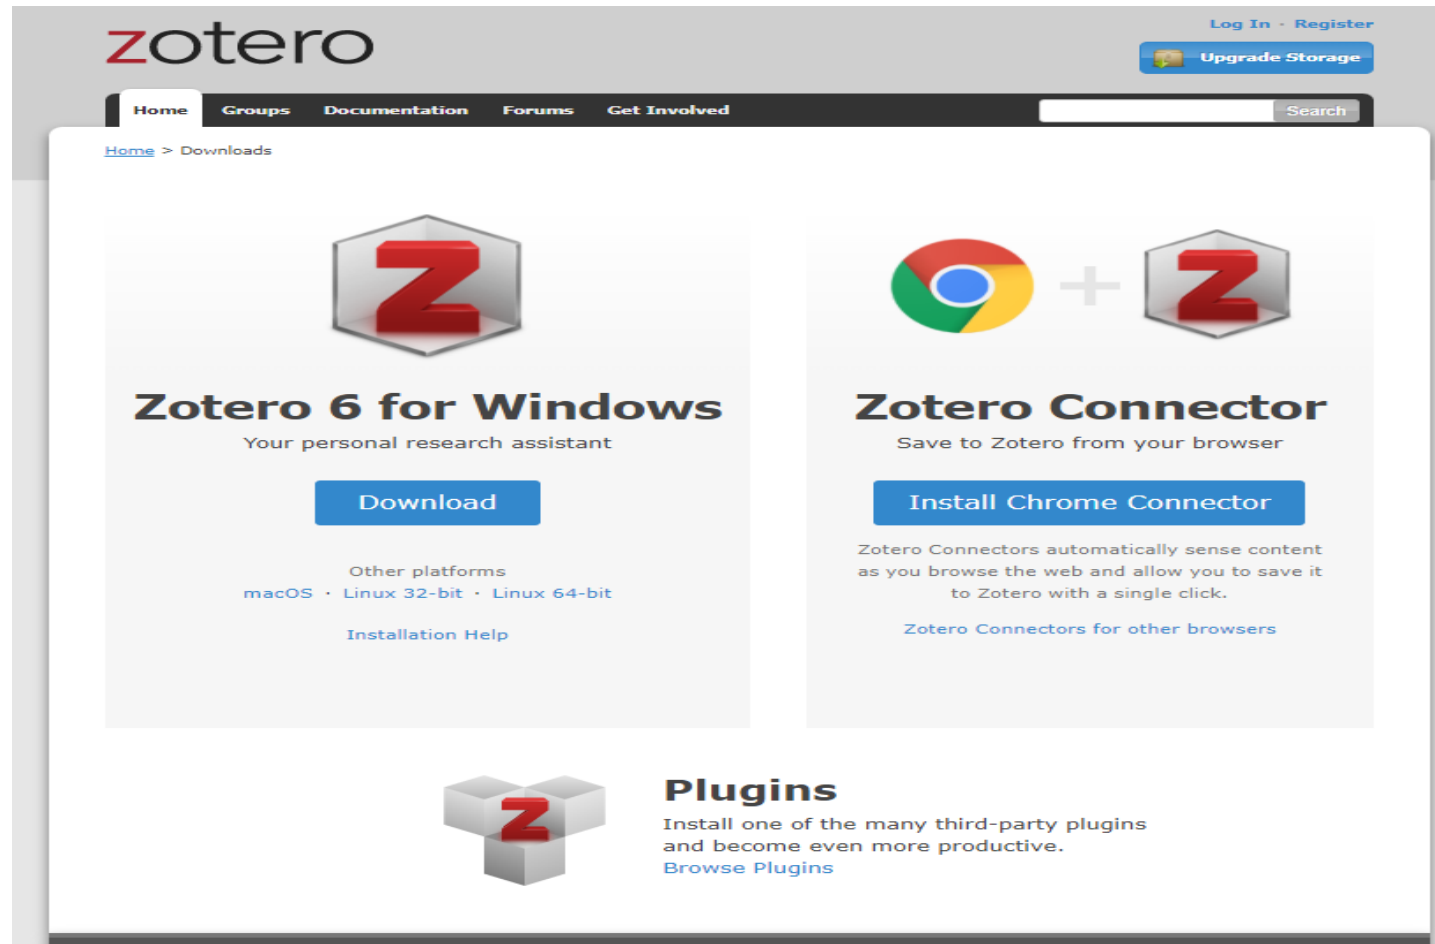 zotero
Log In · Register
Upgrade Storage
Home Groups Documentation Forums Get Involved
Search
Home > Downloads
Zotero 6 for Windows
Your personal research assistant
Download
Other platforms
macOS · Linux 32-bit · Linux 64-bit
Installation Help
Zotero Connector
Save to Zotero from your browser
Install Chrome Connector
Zotero Connectors automatically sense content
as you browse the web and allow you to save it
to Zotero with a single click.
Zotero Connectors for other browsers
Plugins
Install one of the many third-party plugins
and become even more productive.
Browse Plugins